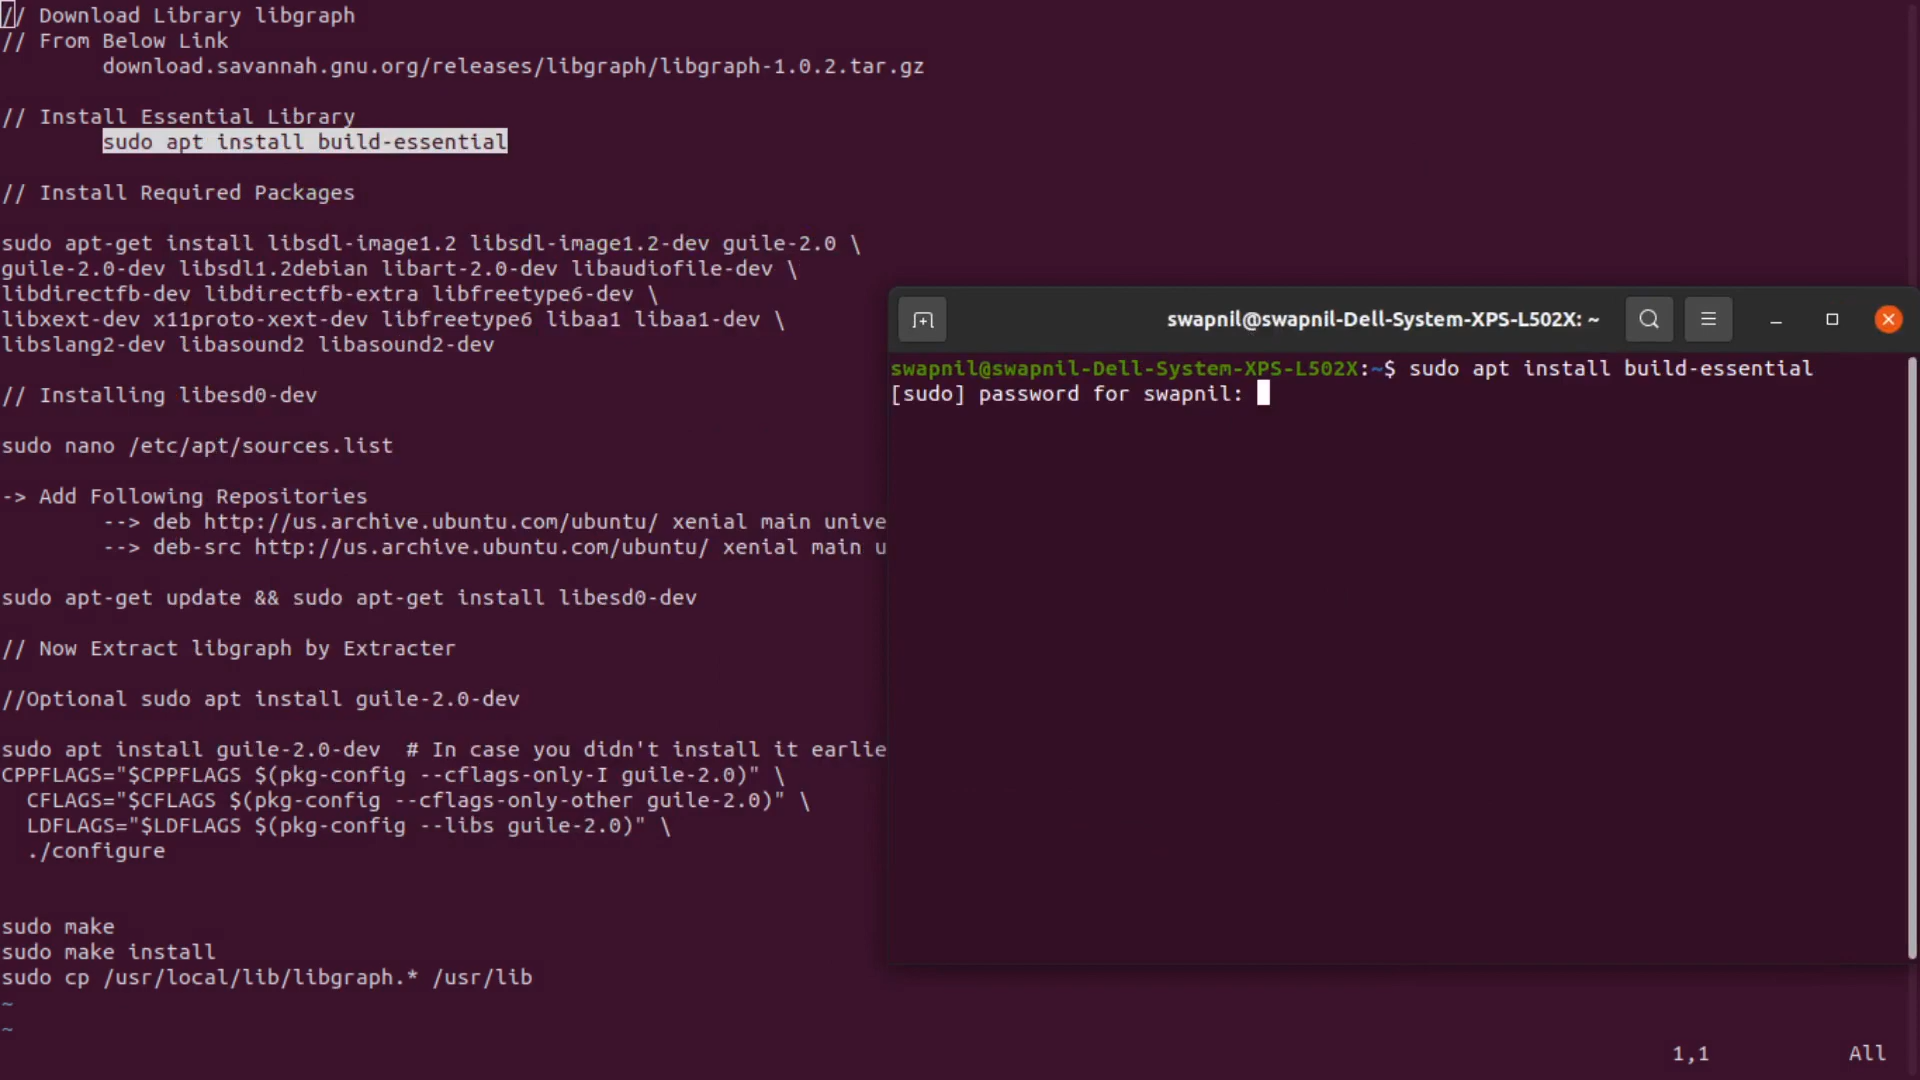 // Download Library libgraph
// From Below Link
download.savannah.gnu.org/releases/libgraph/libgraph-1.0.2.tar.gz
// Install Essential Library
sudo apt install build-essential
// Install Required Packages
sudo apt-get install libsdl-image1.2 libsdl-image1.2-dev guile-2.0 \
guile-2.0-dev libsdl1.2debian libart-2.0-dev libaudiofile-dev \
libdirectfb-dev libdirectfb-extra libfreetype6-dev \
libxext-dev x11proto-xext-dev libfreetype6 libaa1 libaa1-dev \
libslang2-dev libasound2 libasound2-dev
// Installing libesd0-dev
sudo nano /etc/apt/sources.list
-> Add Following Repositories
--> deb http://us.archive.ubuntu.com/ubuntu/ xenial main unive
--> deb-src http://us.archive.ubuntu.com/ubuntu/ xenial main u
sudo apt-get update && sudo apt-get install libesd0-dev
// Now Extract libgraph by Extracter
//Optional sudo apt install guile-2.0-dev
sudo apt install guile-2.0-dev  # In case you didn't install it earlie
CPPFLAGS="$CPPFLAGS $(pkg-config --cflags-only-I guile-2.0)" \
CFLAGS="$CFLAGS $(pkg-config --cflags-only-other guile-2.0)" \
LDFLAGS="$LDFLAGS $(pkg-config --libs guile-2.0)" \
./configure
sudo make
sudo make install
sudo cp /usr/local/lib/libgraph.* /usr/lib
~
~
1,1 All
swapnil@swapnil-Dell-System-XPS-L502X: ~
swapnil@swapnil-Dell-System-XPS-L502X:~$ sudo apt install build-essential
[sudo] password for swapnil: